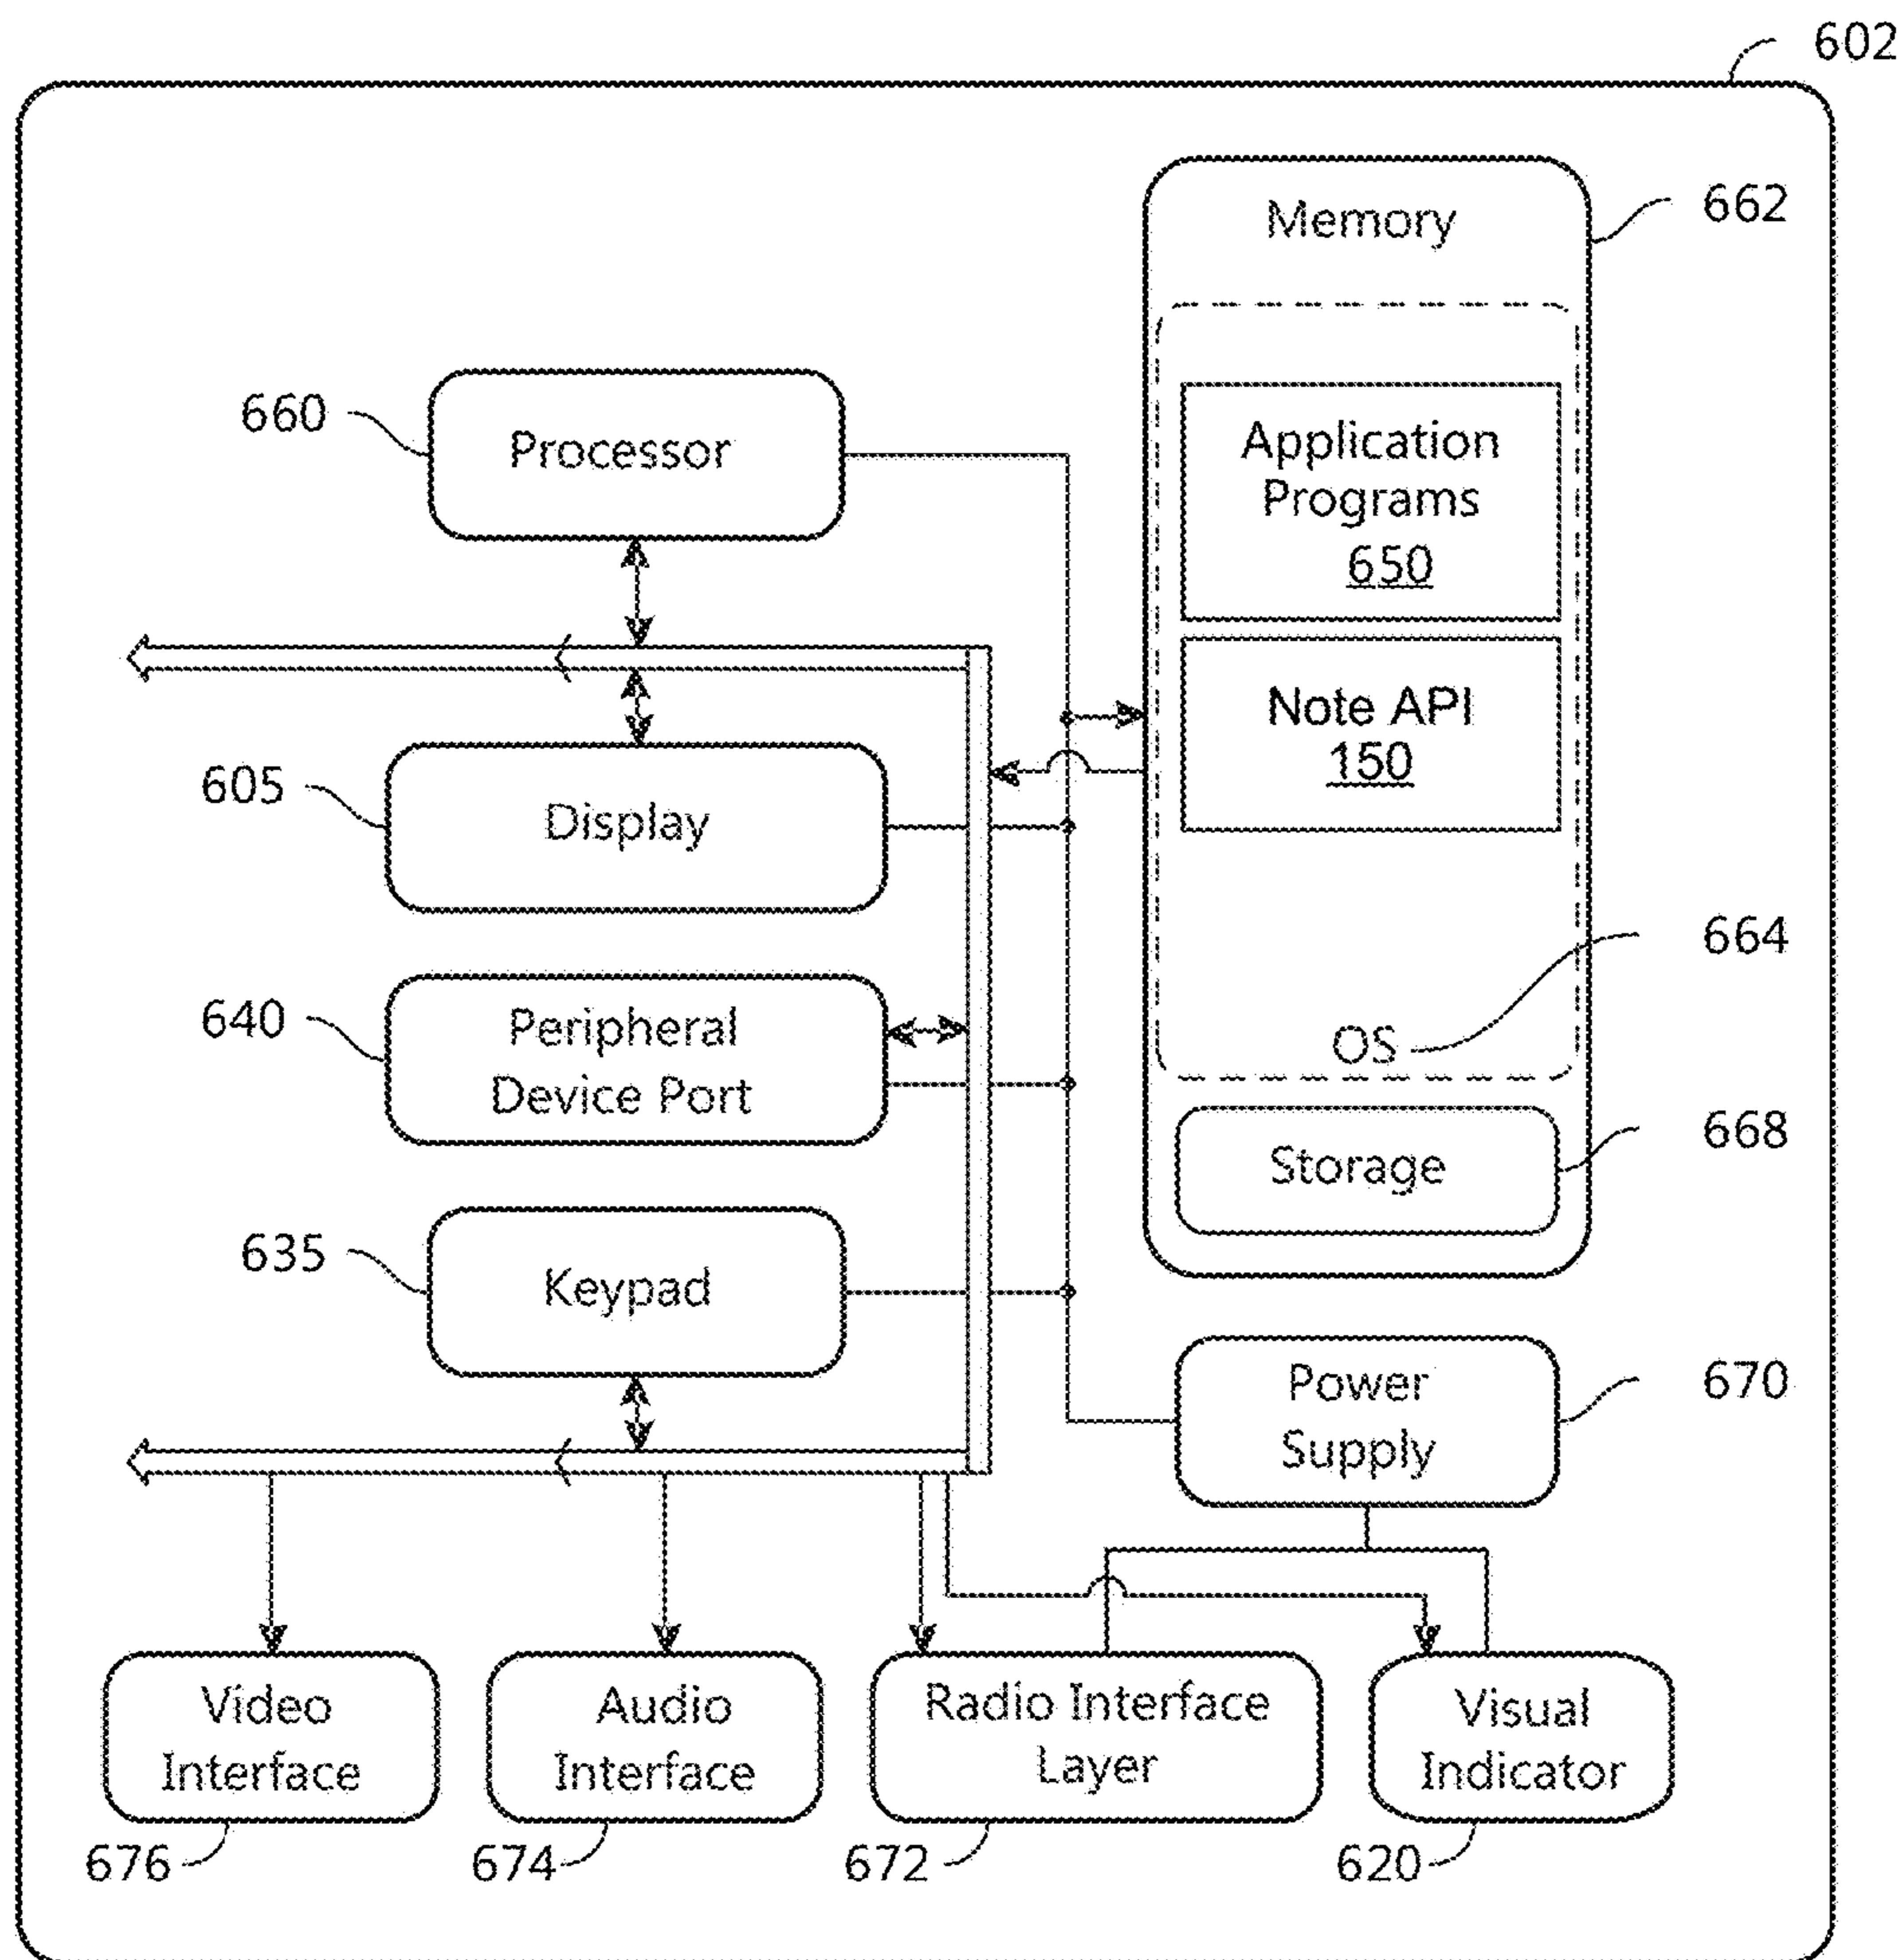 602
Memory
662
660
Processor
Application
Programs
650
Note API
150
605
Display
664
640
Peripheral
Device Port
OS
668
Storage
635
Keypad
Power
Supply
670
Video
Interface
Audio
Interface
Radio Interface
Layer
Visual
Indicator
676
674
672
620